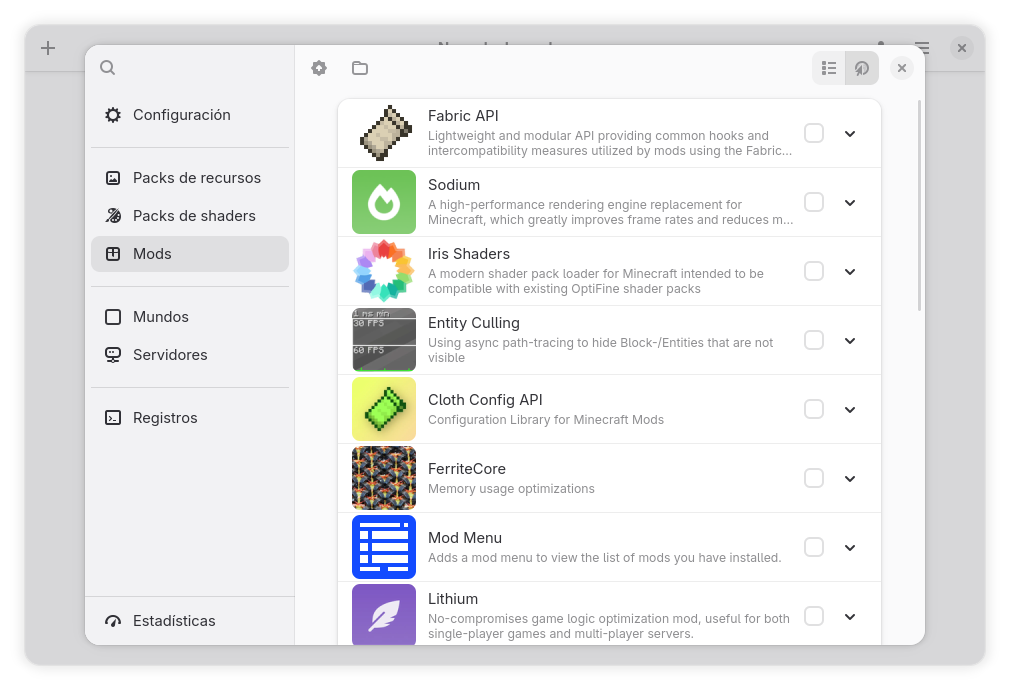 Configuración
Packs de recursos
Packs de shaders
Mods
Mundos
Servidores
Registros
Estadísticas
Fabric API
Lightweight and modular API providing common hooks and
intercompatibility measures utilized by mods using the Fabric…
Sodium
A high-performance rendering engine replacement for
Minecraft, which greatly improves frame rates and reduces m…
Iris Shaders
A modern shader pack loader for Minecraft intended to be
compatible with existing OptiFine shader packs
1 ms min
30 FPS
60 FPS
Entity Culling
Using async path-tracing to hide Block-/Entities that are not
visible
Cloth Config API
Configuration Library for Minecraft Mods
FerriteCore
Memory usage optimizations
Mod Menu
Adds a mod menu to view the list of mods you have installed.
Lithium
No-compromises game logic optimization mod, useful for both
single-player games and multi-player servers.